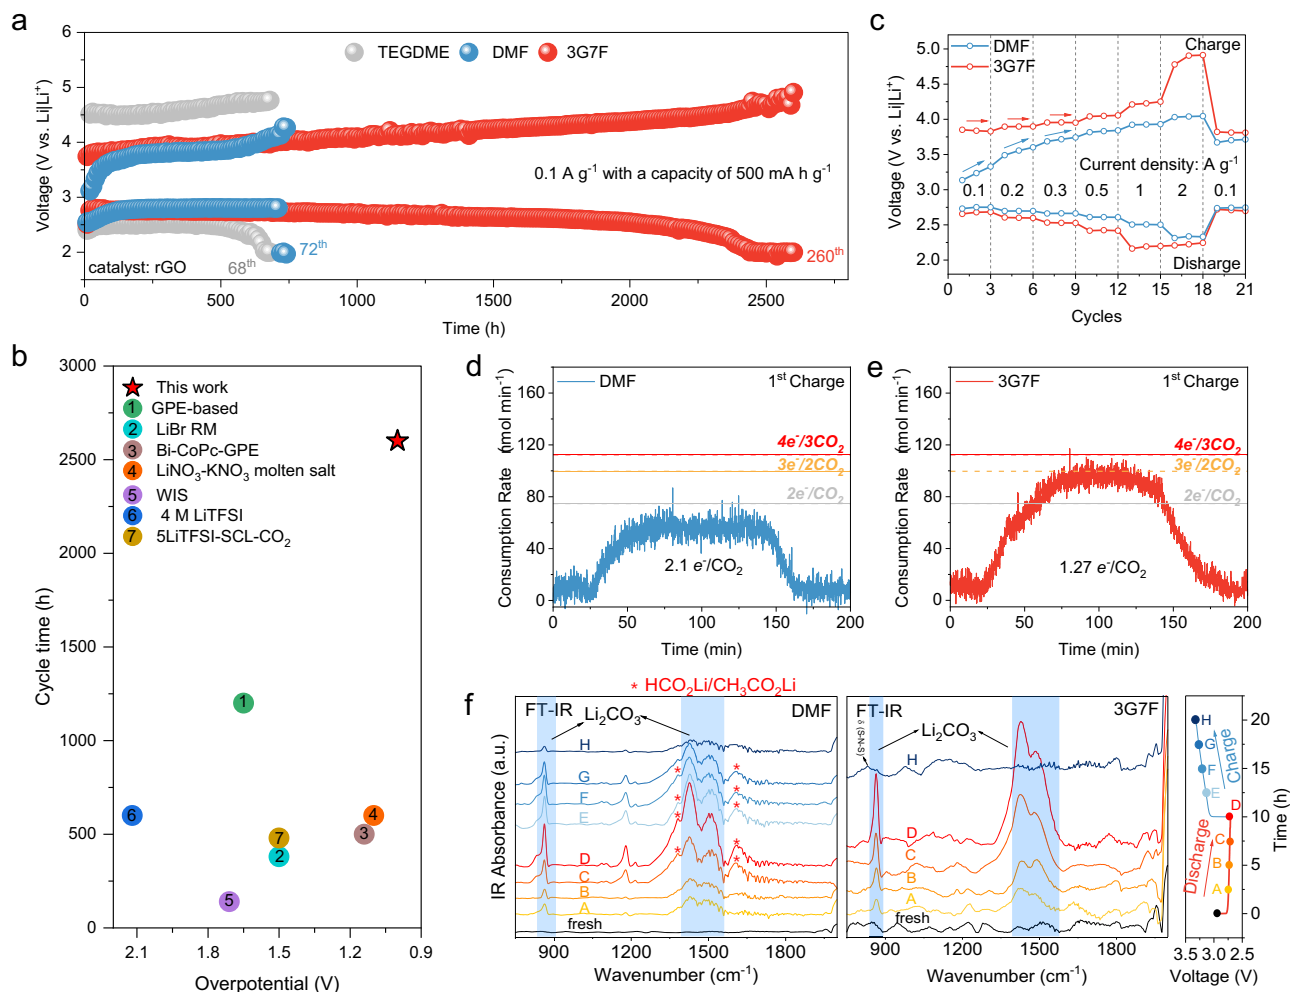 a
6
5
4
3
2
Voltage (V vs. Li|Li⁺)
TEGDME
DMF
3G7F
0.1 A g⁻¹ with a capacity of 500 mA h g⁻¹
catalyst: rGO
68ᵗʰ
72ᵗʰ
260ᵗʰ
0
500
1000
1500
2000
2500
Time (h)
b
3000
2500
2000
1500
1000
500
0
Cycle time (h)
This work
1 GPE-based
2 LiBr RM
3 Bi-CoPc-GPE
4 LiNO₃-KNO₃ molten salt
5 WIS
6 4 M LiTFSI
7 5LiTFSI-SCL-CO₂
1
6
4
3
7
2
5
2.1
1.8
1.5
1.2
0.9
Overpotential (V)
c
5.0
4.5
4.0
3.5
3.0
2.5
2.0
Voltage (V vs. Li|Li⁺)
DMF
3G7F
Charge
Current density: A g⁻¹
0.1
0.2
0.3
0.5
1
2
0.1
Disharge
0
3
6
9
12
15
18
21
Cycles
d
160
120
80
40
0
Consumption Rate (nmol min⁻¹)
DMF
1ˢᵗ Charge
4e⁻/3CO₂
3e⁻/2CO₂
2e⁻/CO₂
2.1 e⁻/CO₂
0
50
100
150
200
Time (min)
e
160
120
80
40
0
Consumption Rate (nmol min⁻¹)
3G7F
1ˢᵗ Charge
4e⁻/3CO₂
3e⁻/2CO₂
2e⁻/CO₂
1.27 e⁻/CO₂
0
50
100
150
200
Time (min)
f
* HCO₂Li/CH₃CO₂Li
IR Absorbance (a.u.)
FT-IR
Li₂CO₃
DMF
H
G
F
E
D
C
B
A
fresh
* * * * * * * *
900
1200
1500
1800
Wavenumber (cm⁻¹)
FT-IR
δ (S-N-S)
Li₂CO₃
3G7F
H
D
C
B
A
fresh
900
1200
1500
1800
Wavenumber (cm⁻¹)
H
G
F
E
D
C
B
A
Charge
Discharge
20
15
10
5
0
Time (h)
3.5
3.0
2.5
Voltage (V)